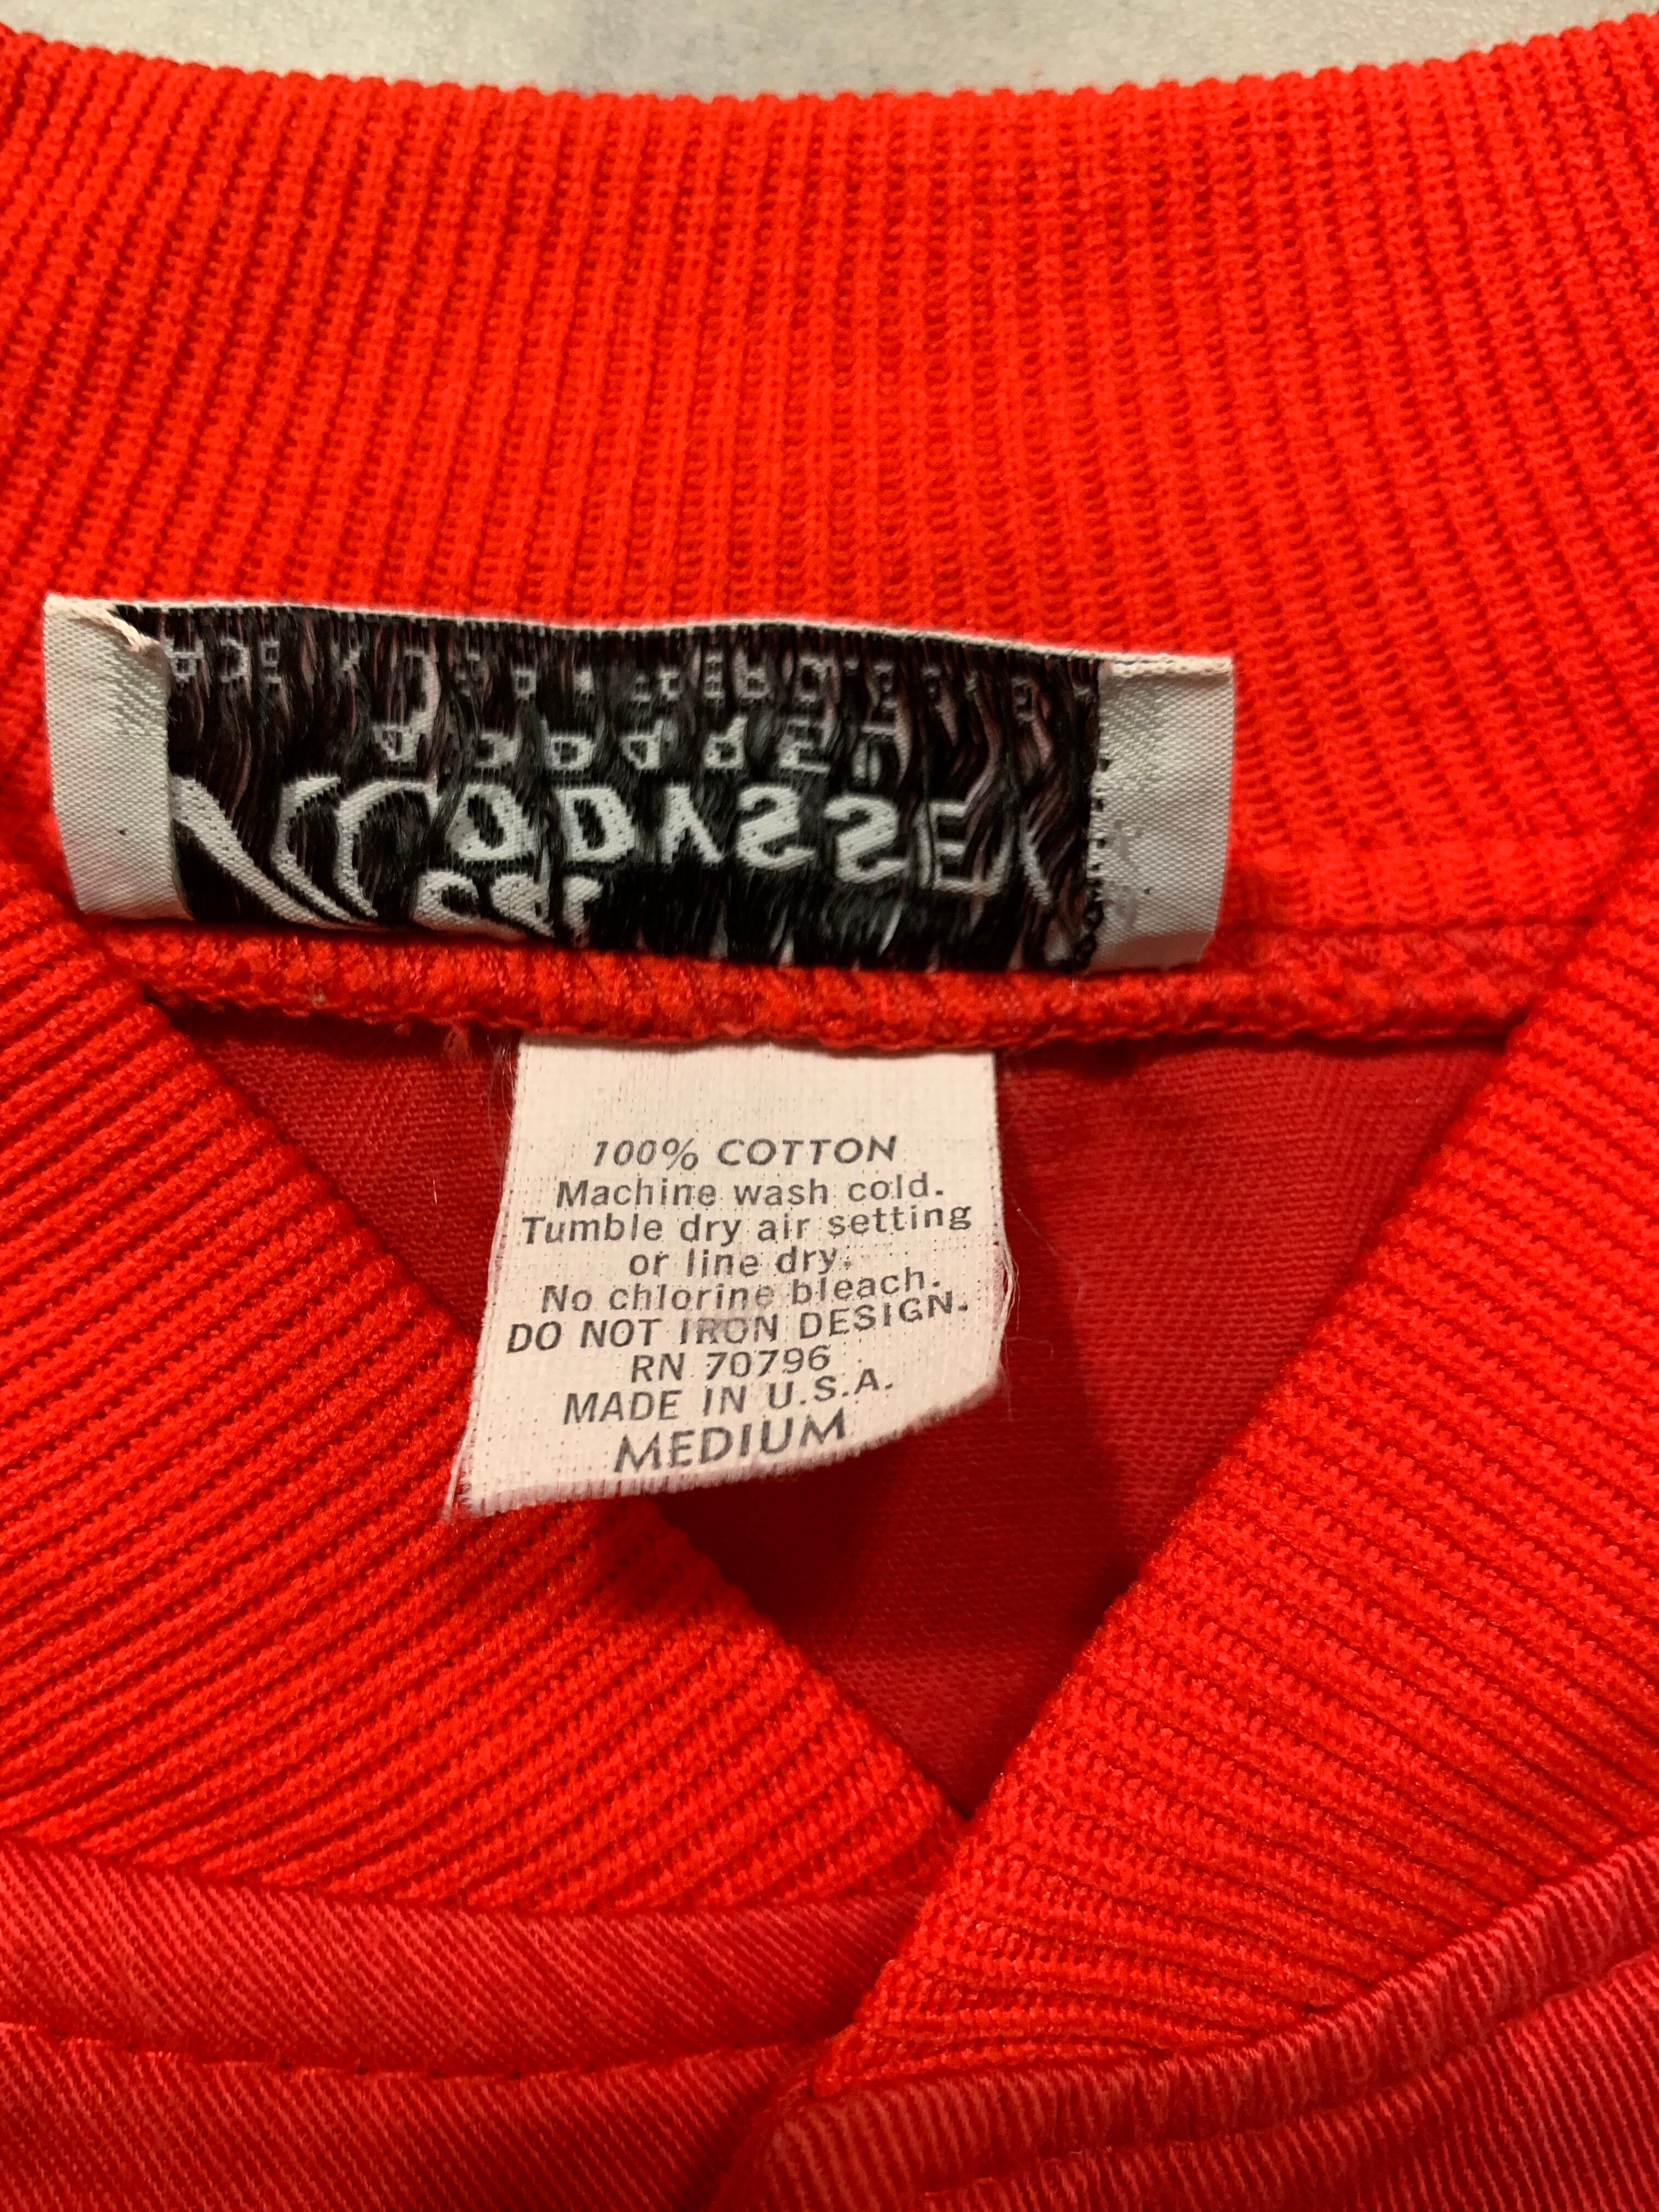 ODYSSEY
100% COTTON
Machine wash cold.
Tumble dry air setting
or line dry.
No chlorine bleach.
DO NOT IRON DESIGN.
RN 70796
MADE IN U.S.A.
MEDIUM